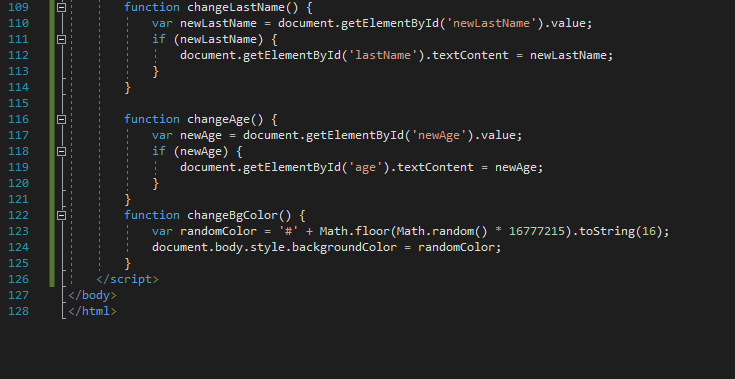 109 function changeLastName() {
110 var newLastName = document.getElementById('newLastName').value;
111 if (newLastName) {
112 document.getElementById('lastName').textContent = newLastName;
113 }
114 }
115
116 function changeAge() {
117 var newAge = document.getElementById('newAge').value;
118 if (newAge) {
119 document.getElementById('age').textContent = newAge;
120 }
121 }
122 function changeBgColor() {
123 var randomColor = '#' + Math.floor(Math.random() * 16777215).toString(16);
124 document.body.style.backgroundColor = randomColor;
125 }
126 </script>
127 </body>
128 </html>